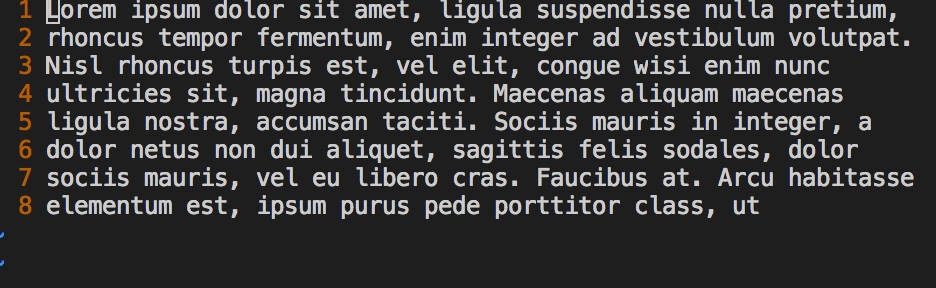 1 Lorem ipsum dolor sit amet, ligula suspendisse nulla pretium,
2 rhoncus tempor fermentum, enim integer ad vestibulum volutpat.
3 Nisl rhoncus turpis est, vel elit, congue wisi enim nunc
4 ultricies sit, magna tincidunt. Maecenas aliquam maecenas
5 ligula nostra, accumsan taciti. Sociis mauris in integer, a
6 dolor netus non dui aliquet, sagittis felis sodales, dolor
7 sociis mauris, vel eu libero cras. Faucibus at. Arcu habitasse
8 elementum est, ipsum purus pede porttitor class, ut
~
~